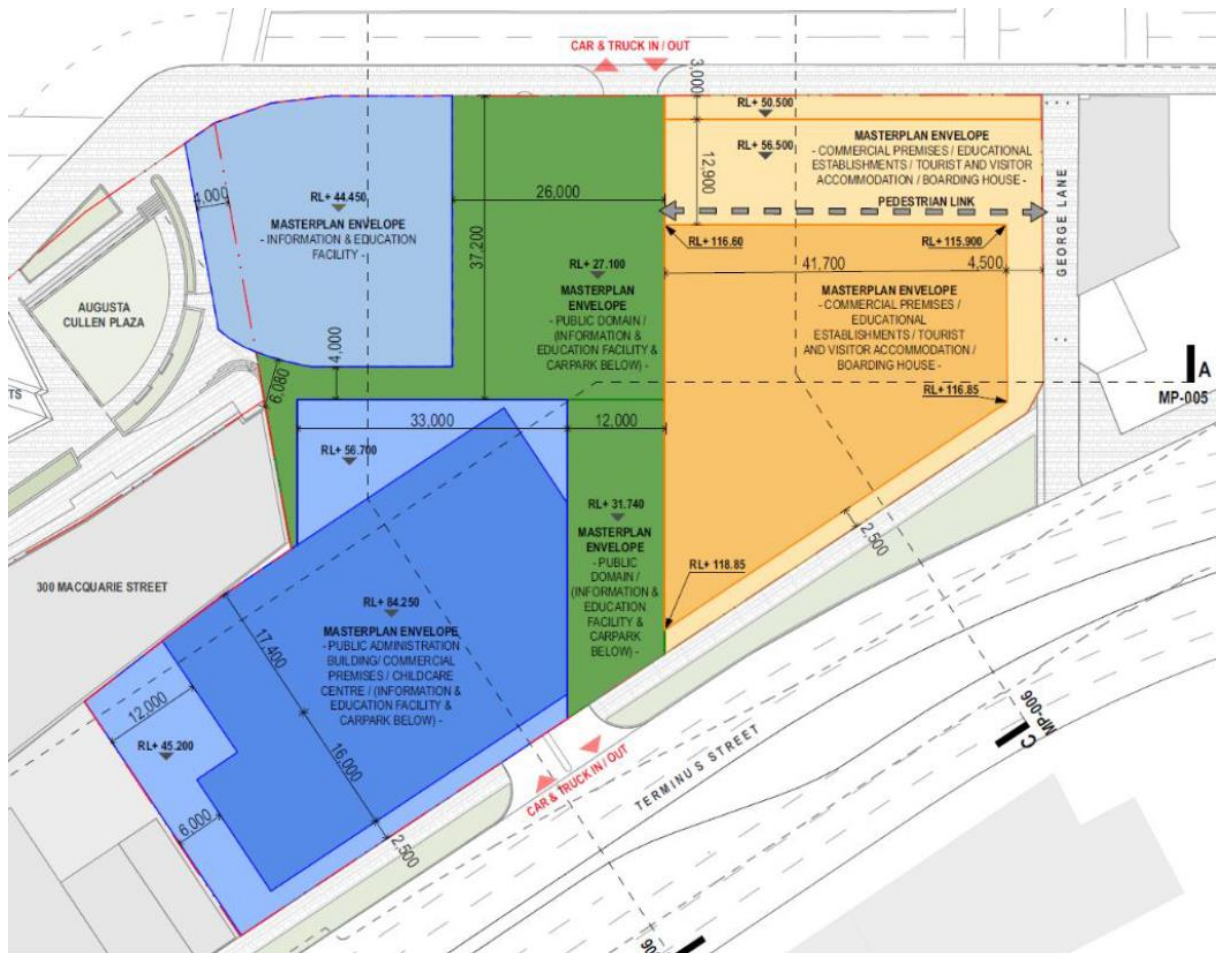 CAR & TRUCK IN / OUT
3,000
RL+ 50.500
MASTERPLAN ENVELOPE
- COMMERCIAL PREMISES / EDUCATIONAL
ESTABLISHMENTS / TOURIST AND VISITOR
ACCOMMODATION / BOARDING HOUSE -
RL+ 56.500
12,900
PEDESTRIAN LINK
GEORGE LANE
4,000
RL+ 44.450
MASTERPLAN ENVELOPE
- INFORMATION & EDUCATION
FACILITY -
26,000
37,200
RL+ 116.60
RL+ 115.900
41,700
4,500
RL+ 27.100
MASTERPLAN
ENVELOPE
- PUBLIC DOMAIN /
(INFORMATION &
EDUCATION FACILITY &
CARPARK BELOW) -
MASTERPLAN ENVELOPE
- COMMERCIAL PREMISES /
EDUCATIONAL
ESTABLISHMENTS / TOURIST
AND VISITOR ACCOMMODATION /
BOARDING HOUSE -
AUGUSTA
CULLEN PLAZA
TS
4,000
6,080
A
MP-005
RL+ 116.85
33,000
12,000
RL+ 56.700
RL+ 31.740
MASTERPLAN
ENVELOPE
- PUBLIC
DOMAIN /
(INFORMATION &
EDUCATION
FACILITY &
CARPARK
BELOW) -
2,500
RL+ 118.85
300 MACQUARIE STREET
RL+ 84.250
MASTERPLAN ENVELOPE
- PUBLIC ADMINISTRATION
BUILDING/ COMMERCIAL
PREMISES / CHILDCARE
CENTRE / (INFORMATION &
EDUCATION FACILITY &
CARPARK BELOW) -
17,400
12,000
RL+ 45.200
16,000
6,000
2,500
CAR & TRUCK IN / OUT
TERMINUS STREET
C
MP-006
06